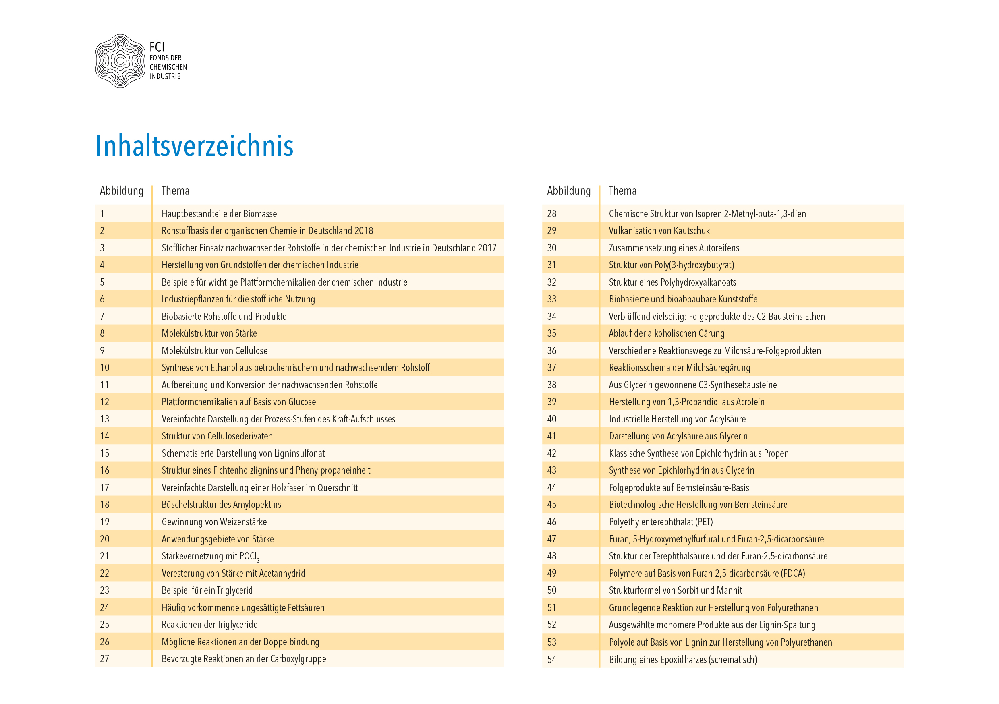 FCI
FONDS DER
CHEMISCHEN
INDUSTRIE
Inhaltsverzeichnis
Abbildung Thema
1 Hauptbestandteile der Biomasse
2 Rohstoffbasis der organischen Chemie in Deutschland 2018
3 Stofflicher Einsatz nachwachsender Rohstoffe in der chemischen Industrie in Deutschland 2017
4 Herstellung von Grundstoffen der chemischen Industrie
5 Beispiele für wichtige Plattformchemikalien der chemischen Industrie
6 Industriepflanzen für die stoffliche Nutzung
7 Biobasierte Rohstoffe und Produkte
8 Molekülstruktur von Stärke
9 Molekülstruktur von Cellulose
10 Synthese von Ethanol aus petrochemischem und nachwachsendem Rohstoff
11 Aufbereitung und Konversion der nachwachsenden Rohstoffe
12 Plattformchemikalien auf Basis von Glucose
13 Vereinfachte Darstellung der Prozess-Stufen des Kraft-Aufschlusses
14 Struktur von Cellulosederivaten
15 Schematisierte Darstellung von Ligninsulfonat
16 Struktur eines Fichtenholzlignins und Phenylpropaneinheit
17 Vereinfachte Darstellung einer Holzfaser im Querschnitt
18 Büschelstruktur des Amylopektins
19 Gewinnung von Weizenstärke
20 Anwendungsgebiete von Stärke
21 Stärkevernetzung mit POCl₃
22 Veresterung von Stärke mit Acetanhydrid
23 Beispiel für ein Triglycerid
24 Häufig vorkommende ungesättigte Fettsäuren
25 Reaktionen der Triglyceride
26 Mögliche Reaktionen an der Doppelbindung
27 Bevorzugte Reaktionen an der Carboxylgruppe
Abbildung Thema
28 Chemische Struktur von Isopren 2-Methyl-buta-1,3-dien
29 Vulkanisation von Kautschuk
30 Zusammensetzung eines Autoreifens
31 Struktur von Poly(3-hydroxybutyrat)
32 Struktur eines Polyhydroxyalkanoats
33 Biobasierte und bioabbaubare Kunststoffe
34 Verblüffend vielseitig: Folgeprodukte des C2-Bausteins Ethen
35 Ablauf der alkoholischen Gärung
36 Verschiedene Reaktionswege zu Milchsäure-Folgeprodukten
37 Reaktionsschema der Milchsäuregärung
38 Aus Glycerin gewonnene C3-Synthesebausteine
39 Herstellung von 1,3-Propandiol aus Acrolein
40 Industrielle Herstellung von Acrylsäure
41 Darstellung von Acrylsäure aus Glycerin
42 Klassische Synthese von Epichlorhydrin aus Propen
43 Synthese von Epichlorhydrin aus Glycerin
44 Folgeprodukte auf Bernsteinsäure-Basis
45 Biotechnologische Herstellung von Bernsteinsäure
46 Polyethylenterephthalat (PET)
47 Furan, 5-Hydroxymethylfurfural und Furan-2,5-dicarbonsäure
48 Struktur der Terephthalsäure und der Furan-2,5-dicarbonsäure
49 Polymere auf Basis von Furan-2,5-dicarbonsäure (FDCA)
50 Strukturformel von Sorbit und Mannit
51 Grundlegende Reaktion zur Herstellung von Polyurethanen
52 Ausgewählte monomere Produkte aus der Lignin-Spaltung
53 Polyole auf Basis von Lignin zur Herstellung von Polyurethanen
54 Bildung eines Epoxidharzes (schematisch)